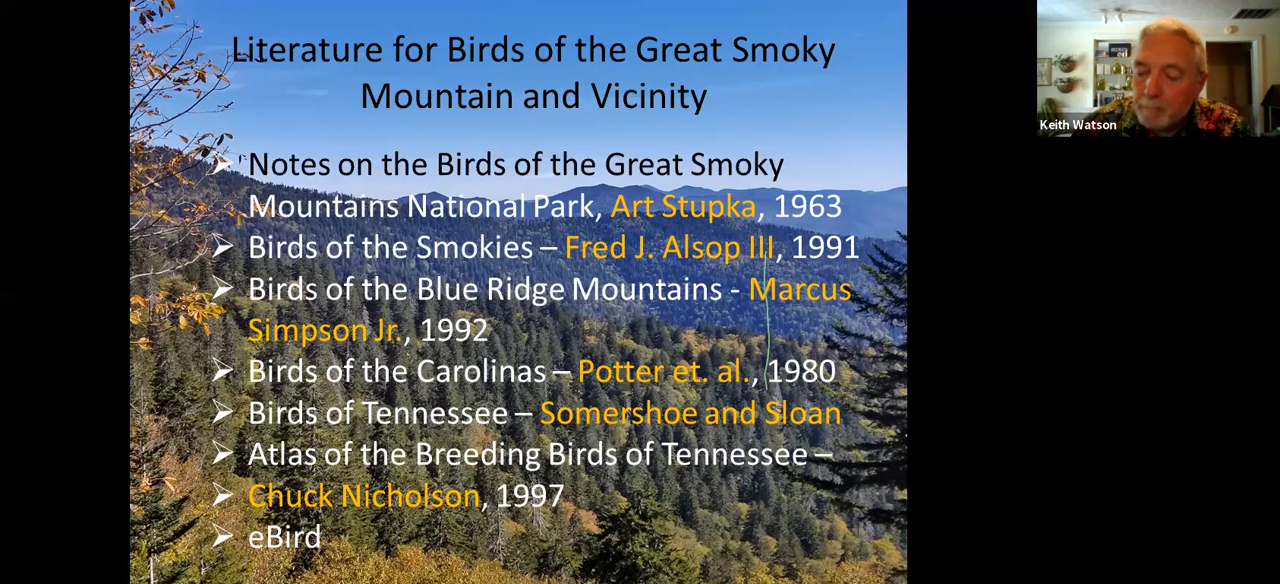 Literature for Birds of the Great Smoky
Mountain and Vicinity
➢ Notes on the Birds of the Great Smoky
Mountains National Park, Art Stupka, 1963
➢ Birds of the Smokies – Fred J. Alsop III, 1991
➢ Birds of the Blue Ridge Mountains - Marcus
Simpson Jr., 1992
➢ Birds of the Carolinas – Potter et. al., 1980
➢ Birds of Tennessee – Somershoe and Sloan
➢ Atlas of the Breeding Birds of Tennessee –
➢ Chuck Nicholson, 1997
➢ eBird
Keith Watson